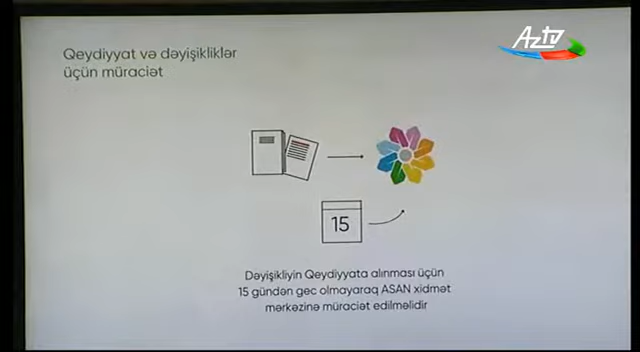 Qeydiyyat və dəyişikliklər
üçün müraciət
Aztv
15
Dəyişikliyin Qeydiyyata alınması üçün
15 gündən gec olmayaraq ASAN xidmət
mərkəzinə müraciət edilməlidir